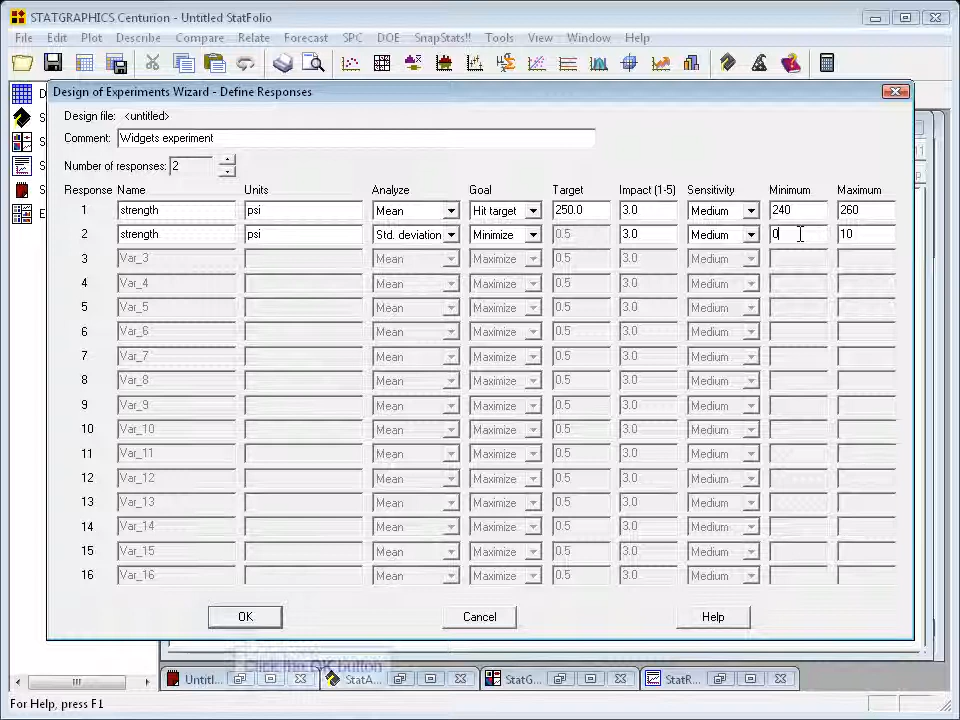 STATGRAPHICS Centurion - Untitled StatFolio
File Edit Plot Describe Compare Relate Forecast SPC DOE SnapStats!! Tools View Window Help
Design of Experiments Wizard - Define Responses
Design file: <untitled>
Comment: Widgets experiment
Number of responses: 2
Response Name Units Analyze Goal Target Impact (1-5) Sensitivity Minimum Maximum
1 strength psi Mean Hit target 250.0 3.0 Medium 240 260
2 strength psi Std. deviation Minimize 0.5 3.0 Medium 0 10
3 Var_3 Mean Maximize 0.5 3.0 Medium
4 Var_4 Mean Maximize 0.5 3.0 Medium
5 Var_5 Mean Maximize 0.5 3.0 Medium
6 Var_6 Mean Maximize 0.5 3.0 Medium
7 Var_7 Mean Maximize 0.5 3.0 Medium
8 Var_8 Mean Maximize 0.5 3.0 Medium
9 Var_9 Mean Maximize 0.5 3.0 Medium
10 Var_10 Mean Maximize 0.5 3.0 Medium
11 Var_11 Mean Maximize 0.5 3.0 Medium
12 Var_12 Mean Maximize 0.5 3.0 Medium
13 Var_13 Mean Maximize 0.5 3.0 Medium
14 Var_14 Mean Maximize 0.5 3.0 Medium
15 Var_15 Mean Maximize 0.5 3.0 Medium
16 Var_16 Mean Maximize 0.5 3.0 Medium
OK Cancel Help
Click the OK button
Untitl... StatA... StatG... StatR...
For Help, press F1